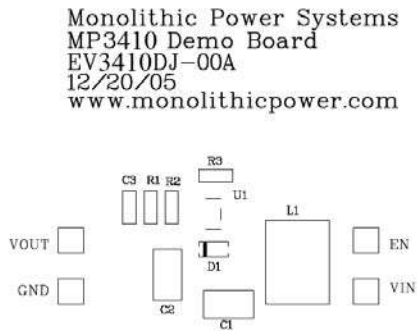 Monolithic Power Systems
MP3410 Demo Board
EV3410DJ-00A
12/20/05
www.monolithicpower.com
R3
C3 R1 R2
U1
L1
VOUT
EN
D1
GND
VIN
C2
C1